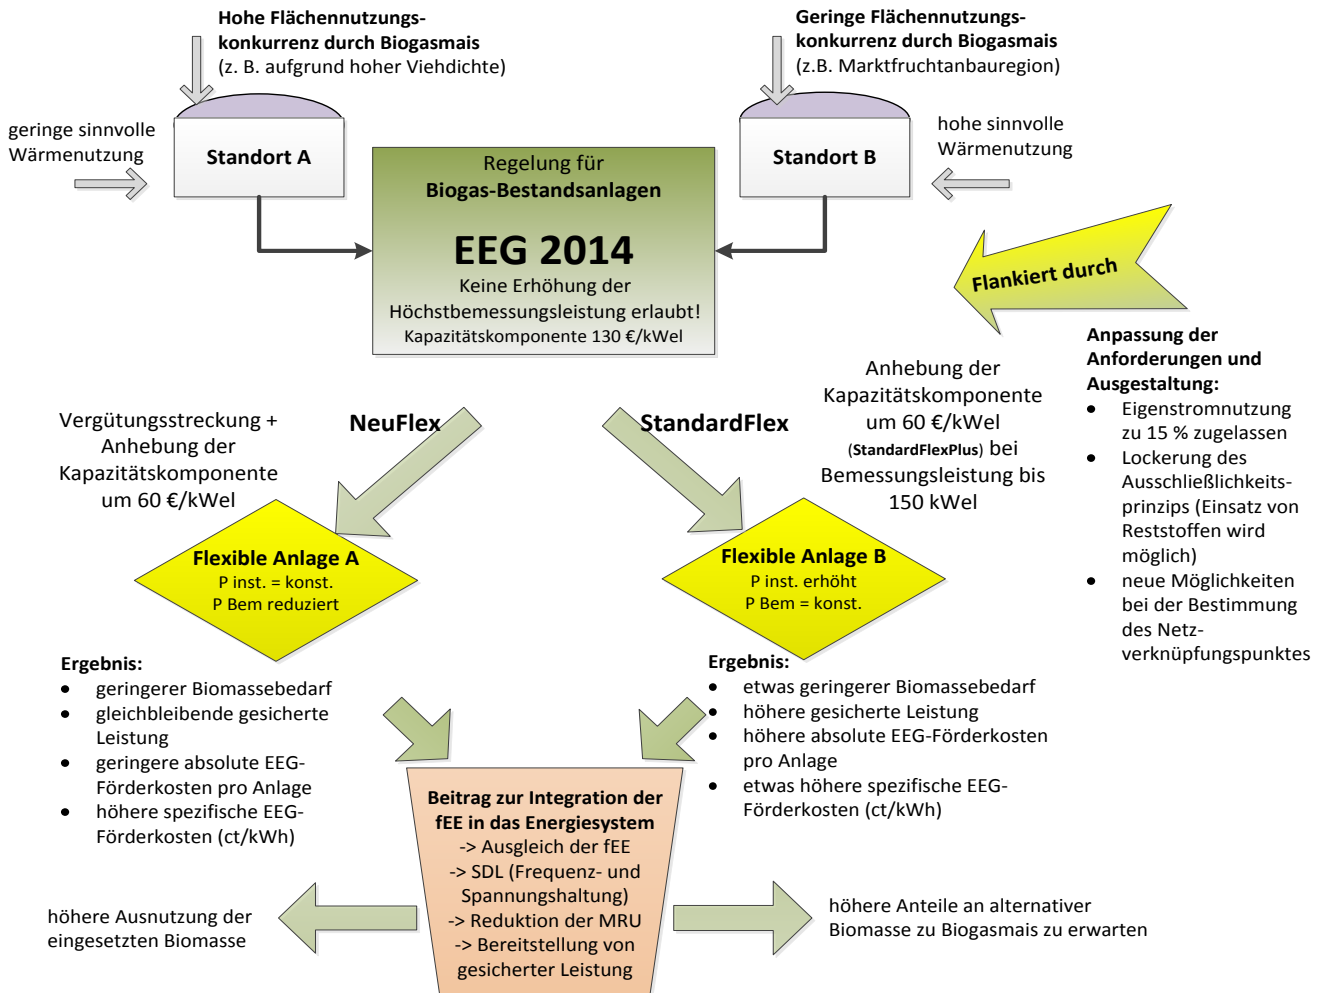 Hohe Flächennutzungs-
konkurrenz durch Biogasmais
(z. B. aufgrund hoher Viehdichte)
Geringe Flächennutzungs-
konkurrenz durch Biogasmais
(z.B. Marktfruchtanbauregion)
geringe sinnvolle
Wärmenutzung
Standort A
Standort B
hohe sinnvolle
Wärmenutzung
Regelung für
Biogas-Bestandsanlagen
EEG 2014
Keine Erhöhung der
Höchstbemessungsleistung erlaubt!
Kapazitätskomponente 130 €/kWel
Flankiert durch
Anpassung der
Anforderungen und
Ausgestaltung:
• Eigenstromnutzung
zu 15 % zugelassen
• Lockerung des
Ausschließlichkeits-
prinzips (Einsatz von
Reststoffen wird
möglich)
• neue Möglichkeiten
bei der Bestimmung
des Netz-
verknüpfungspunktes
Vergütungsstreckung +
Anhebung der
Kapazitätskomponente
um 60 €/kWel
NeuFlex
StandardFlex
Anhebung der
Kapazitätskomponente
um 60 €/kWel
(StandardFlexPlus) bei
Bemessungsleistung bis
150 kWel
Flexible Anlage A
P inst. = konst.
P Bem reduziert
Flexible Anlage B
P inst. erhöht
P Bem = konst.
Ergebnis:
• geringerer Biomassebedarf
• gleichbleibende gesicherte
Leistung
• geringere absolute EEG-
Förderkosten pro Anlage
• höhere spezifische EEG-
Förderkosten (ct/kWh)
Ergebnis:
• etwas geringerer Biomassebedarf
• höhere gesicherte Leistung
• höhere absolute EEG-Förderkosten
pro Anlage
• etwas höhere spezifische EEG-
Förderkosten (ct/kWh)
Beitrag zur Integration der
fEE in das Energiesystem
-> Ausgleich der fEE
-> SDL (Frequenz- und
Spannungshaltung)
-> Reduktion der MRU
-> Bereitstellung von
gesicherter Leistung
höhere Ausnutzung der
eingesetzten Biomasse
höhere Anteile an alternativer
Biomasse zu Biogasmais zu erwarten